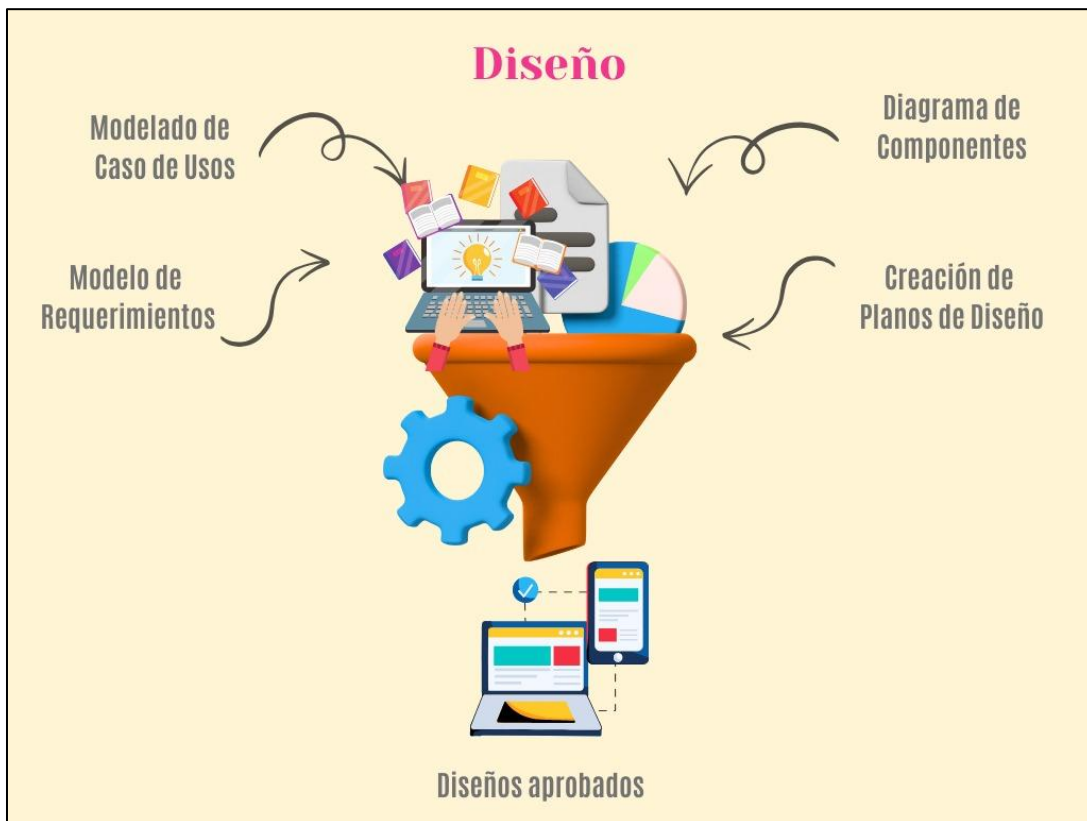 Diseño
Modelado de
Caso de Usos
Diagrama de
Componentes
Modelo de
Requerimientos
Creación de
Planos de Diseño
Diseños aprobados